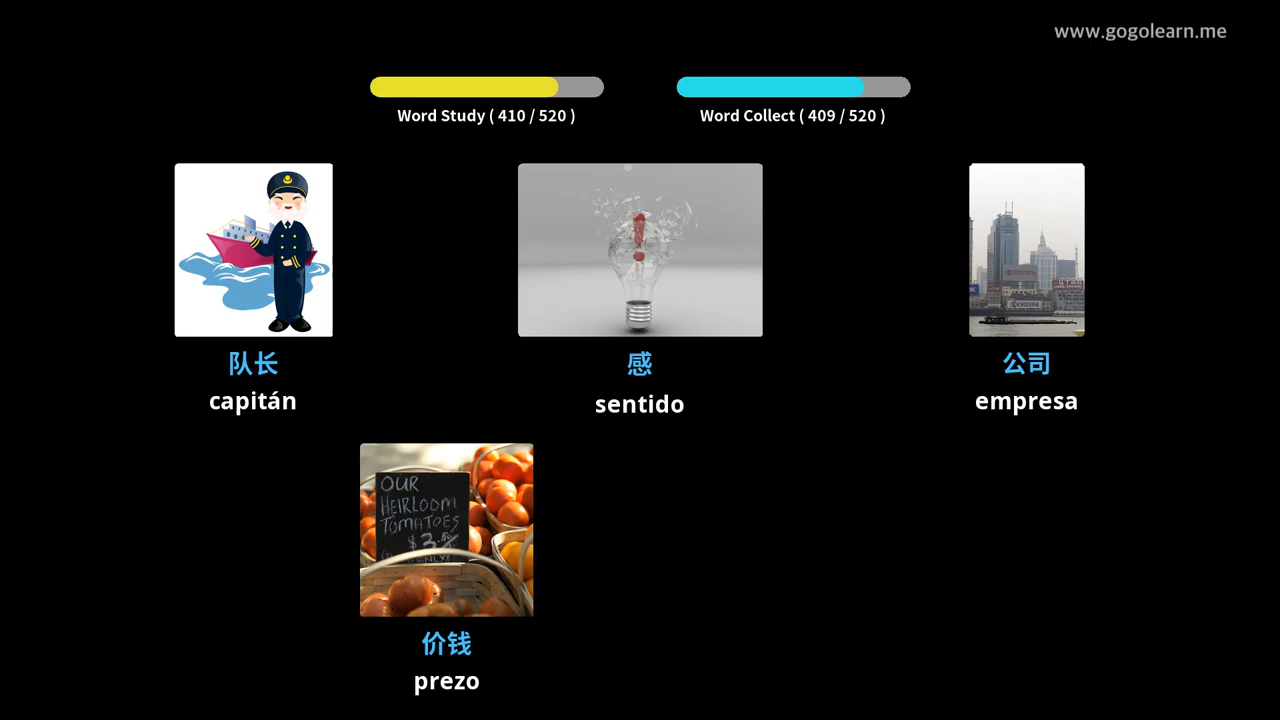 www.gogolearn.me
Word Study ( 410 / 520 )
Word Collect ( 409 / 520 )
队长
capitán
感
sentido
TOYOTA
公司
empresa
OUR
HEIRLOOM
TOMATOES
价钱
prezo